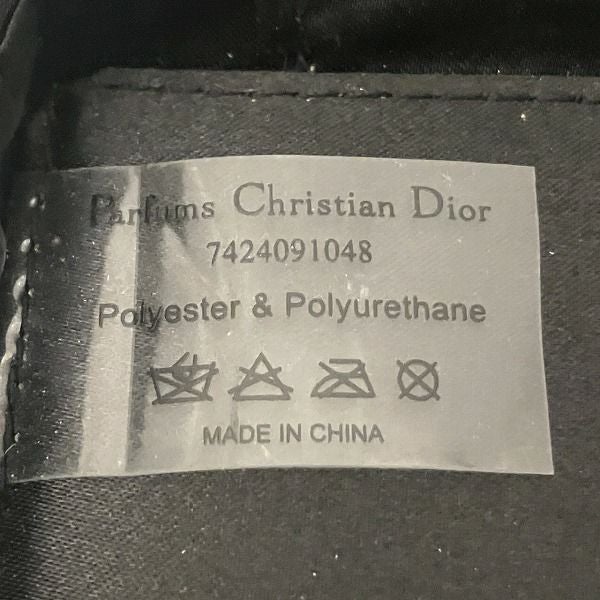 Parfums Christian Dior
7424091048
Polyester & Polyurethane
MADE IN CHINA